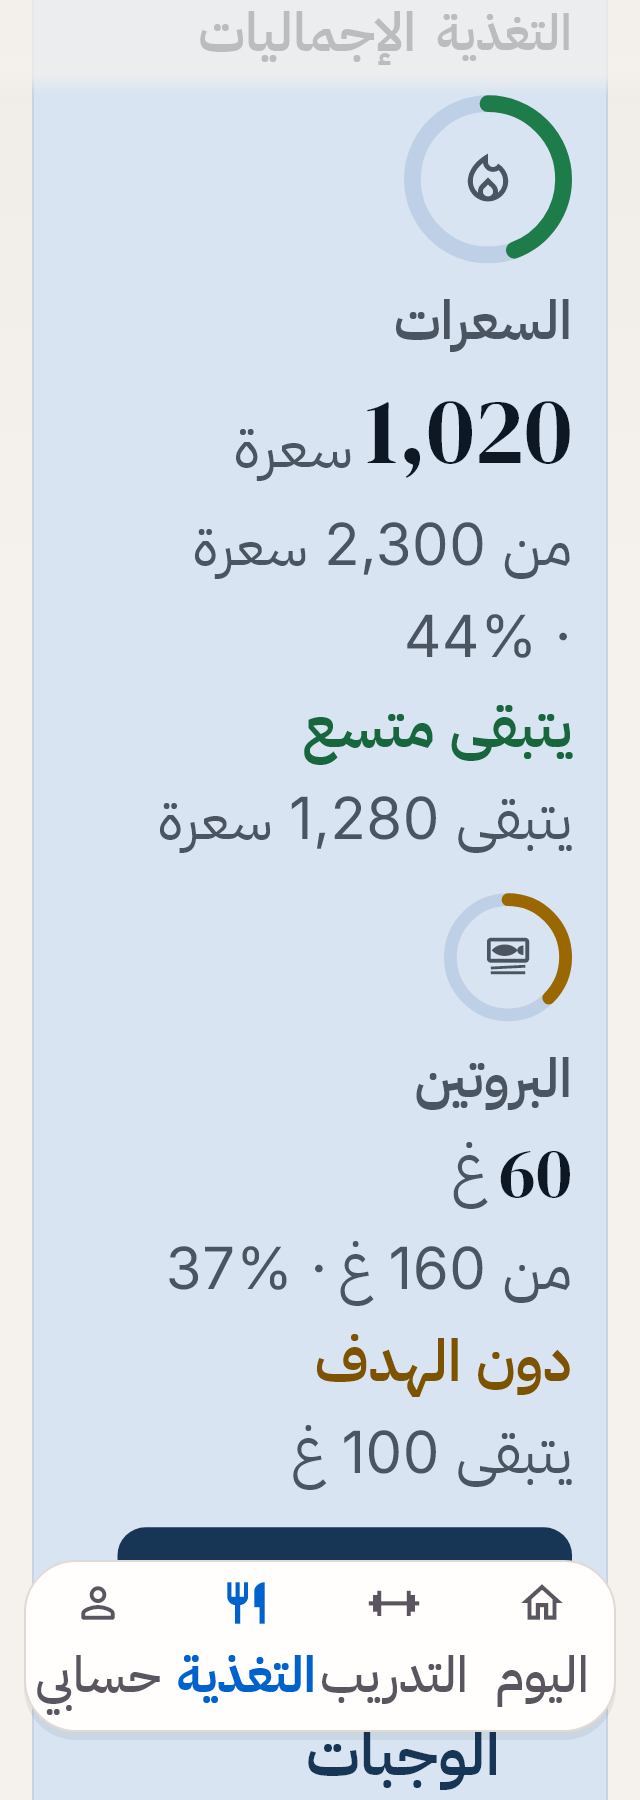 التغذية الإجماليات
السعرات
1,020 سعرة
من 2,300 سعرة
· 44%
يتبقى متسع
يتبقى 1,280 سعرة
البروتين
60 غ
من 160 غ · 37%
دون الهدف
يتبقى 100 غ
اليوم
التدريب
التغذية
حسابي
الوجبات